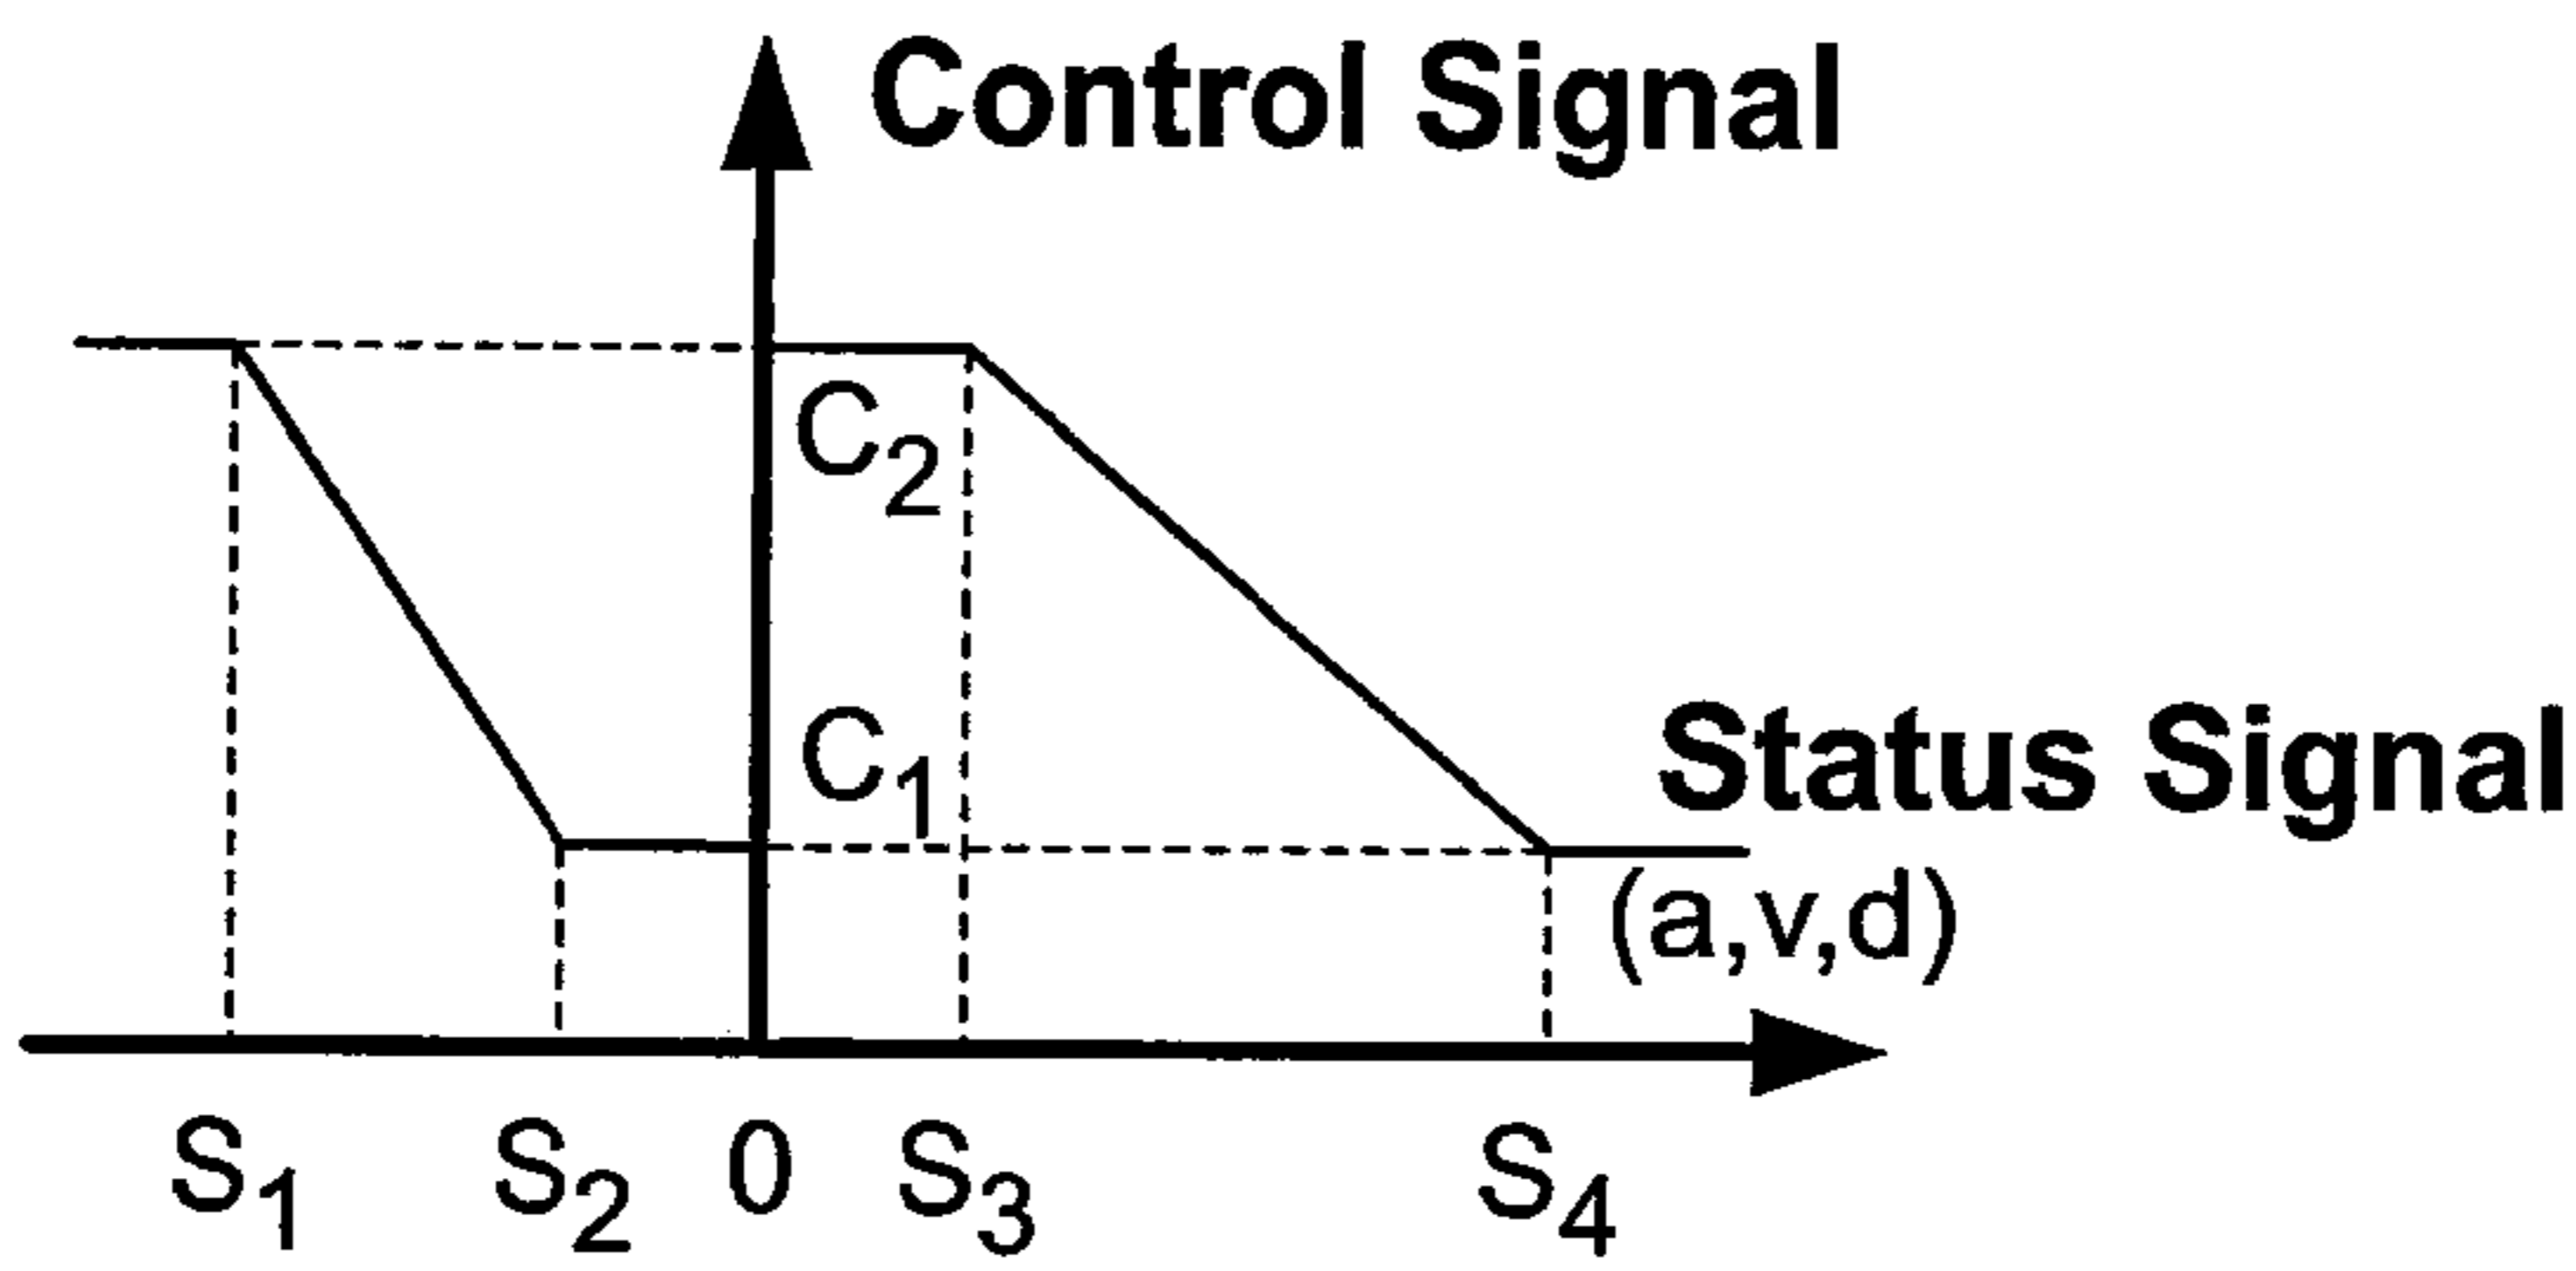 Control Signal
C₂
C₁
Status Signal
(a,v,d)
S₁ S₂ 0 S₃ S₄